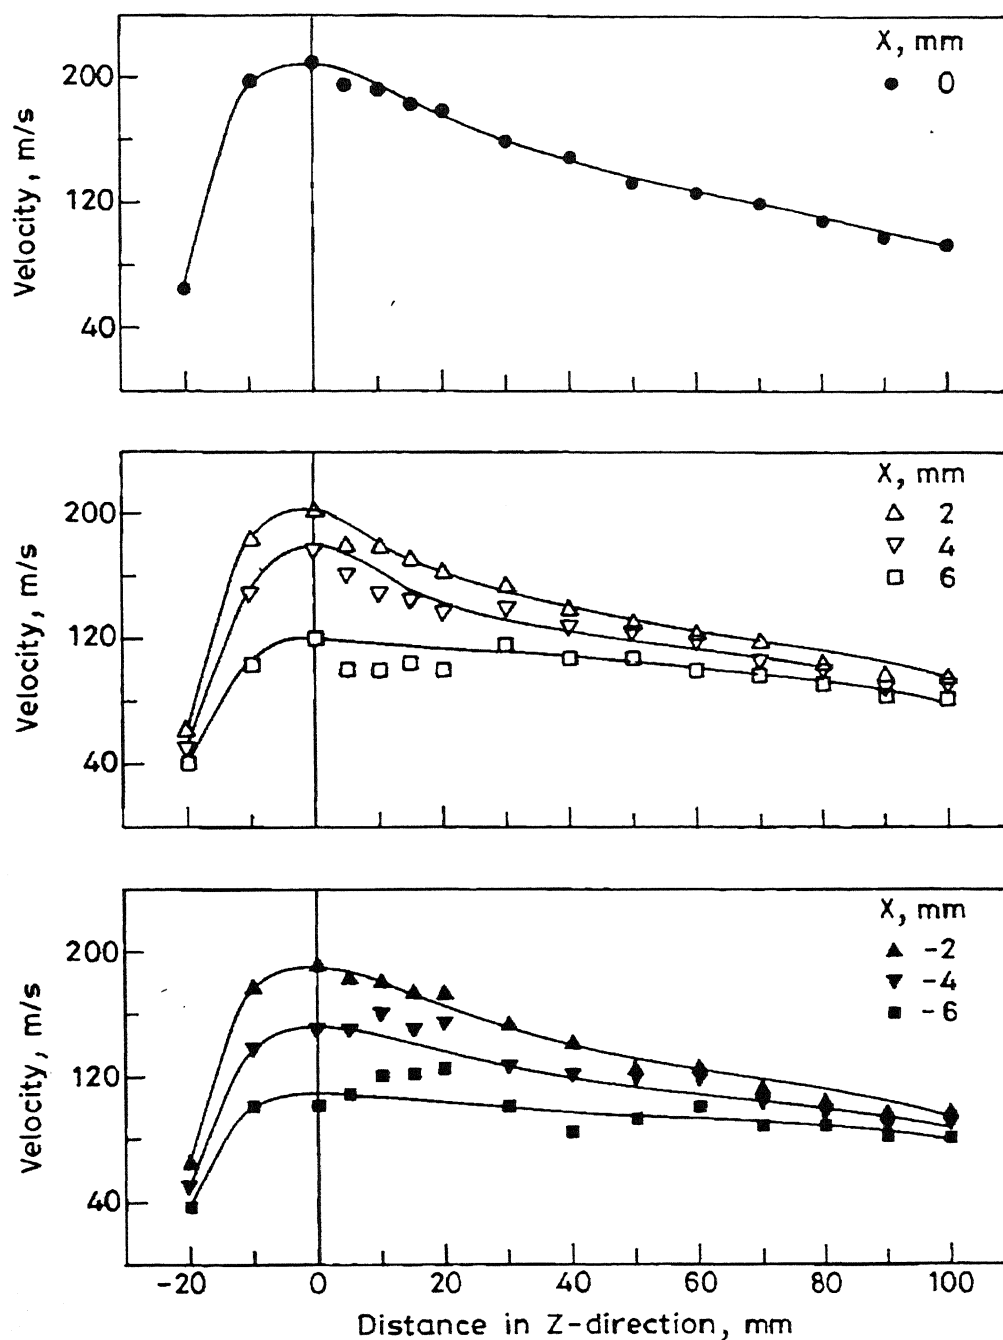 X, mm
● 0
200
120
40
Velocity, m/s
X, mm
△ 2
▽ 4
□ 6
200
120
40
Velocity, m/s
X, mm
▲ -2
▼ -4
■ -6
200
120
40
Velocity, m/s
-20 0 20 40 60 80 100
Distance in Z-direction, mm